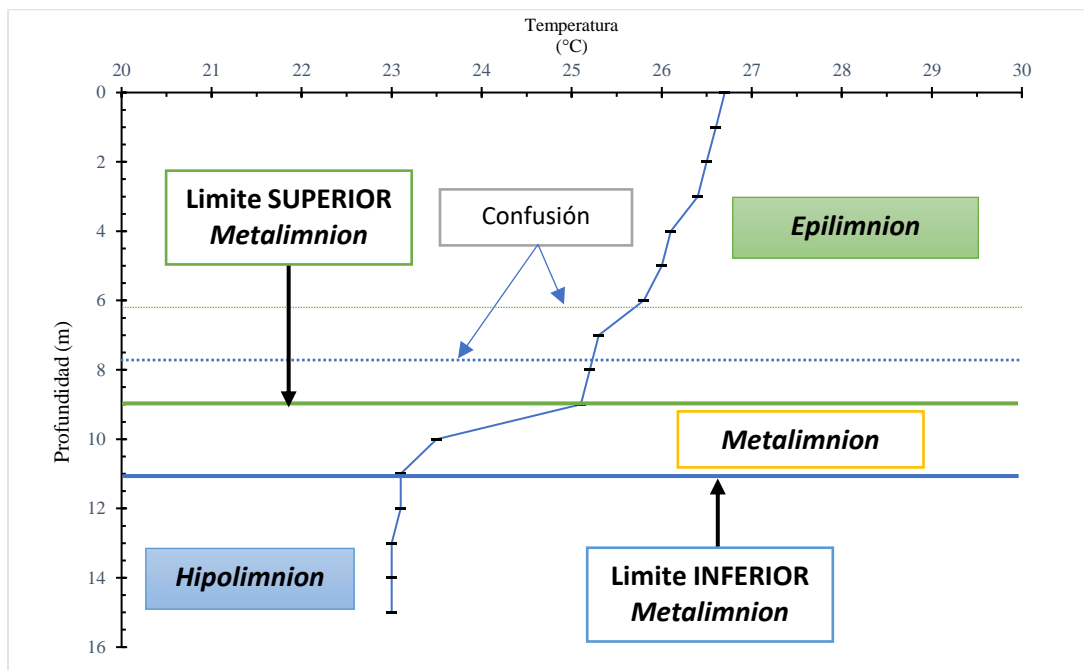 Temperatura
(°C)
20 21 22 23 24 25 26 27 28 29 30
0
2
4
6
8
10
12
14
16
Profundidad (m)
Limite SUPERIOR
Metalimnion
Confusión
Epilimnion
Metalimnion
Hipolimnion
Limite INFERIOR
Metalimnion